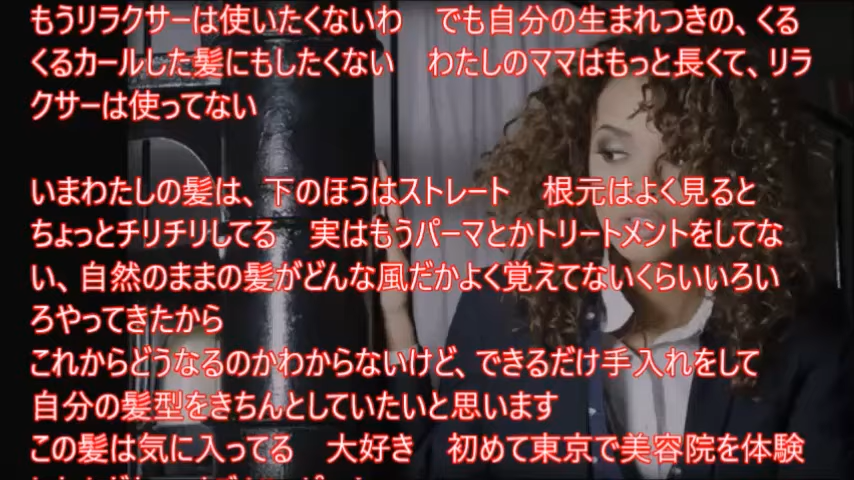 もうリラクサーは使いたくないわ　でも自分の生まれつきの、くる
くるカールした髪にもしたくない　わたしのママはもっと長くて、リラ
クサーは使ってない
いまわたしの髪は、下のほうはストレート　根元はよく見ると
ちょっとチリチリしてる　実はもうパーマとかトリートメントをしてな
い、自然のままの髪がどんな風だかよく覚えてないくらいいろい
ろやってきたから
これからどうなるのかわからないけど、できるだけ手入れをして
自分の髪型をきちんとしていたいと思います
この髪は気に入ってる　大好き　初めて東京で美容院を体験